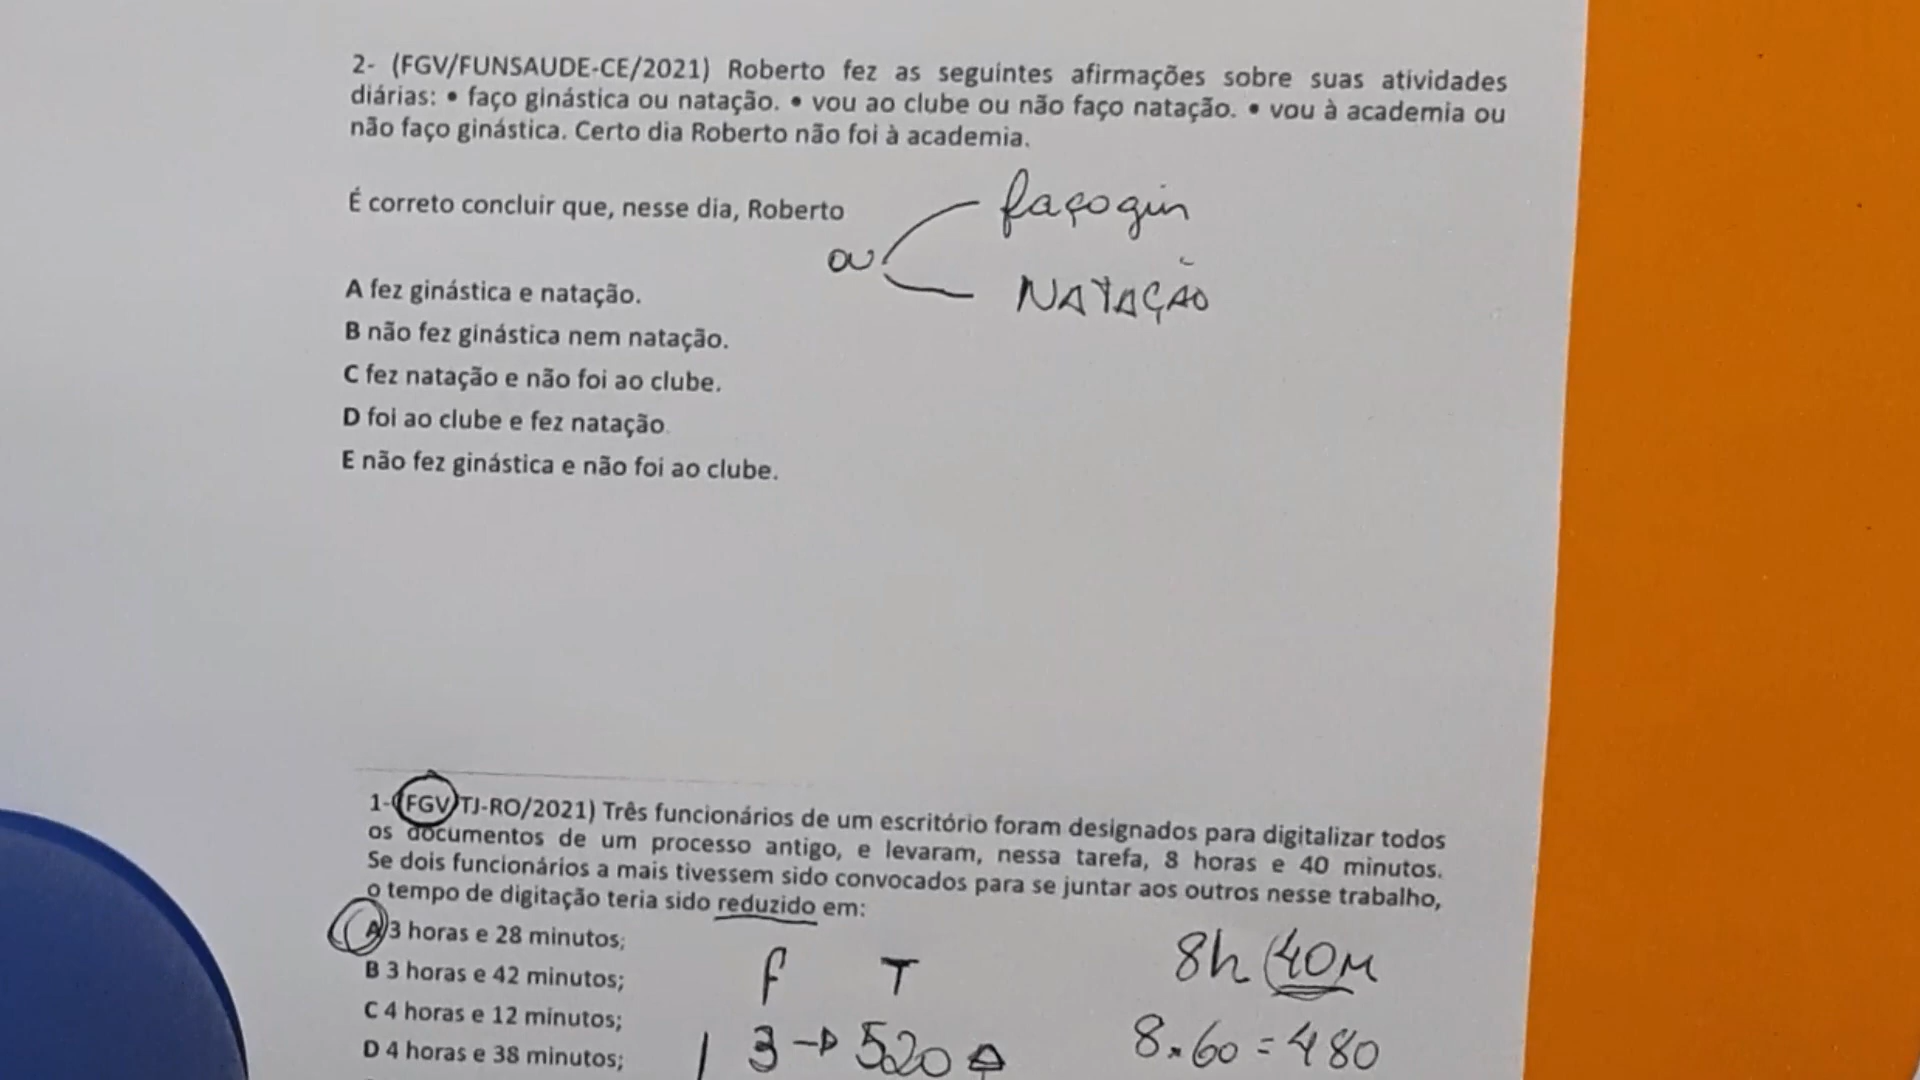 2- (FGV/FUNSAUDE-CE/2021) Roberto fez as seguintes afirmações sobre suas atividades
diárias: • faço ginástica ou natação. • vou ao clube ou não faço natação. • vou à academia ou
não faço ginástica. Certo dia Roberto não foi à academia.
É correto concluir que, nesse dia, Roberto
faço gin
ou
NATAÇÃO
A fez ginástica e natação.
B não fez ginástica nem natação.
C fez natação e não foi ao clube.
D foi ao clube e fez natação.
E não fez ginástica e não foi ao clube.
1- (FGV/TJ-RO/2021) Três funcionários de um escritório foram designados para digitalizar todos
os documentos de um processo antigo, e levaram, nessa tarefa, 8 horas e 40 minutos.
Se dois funcionários a mais tivessem sido convocados para se juntar aos outros nesse trabalho,
o tempo de digitação teria sido reduzido em:
A 3 horas e 28 minutos;
B 3 horas e 42 minutos;
C 4 horas e 12 minutos;
D 4 horas e 38 minutos;
F T
3 → 520
8h 40M
8.60 = 480